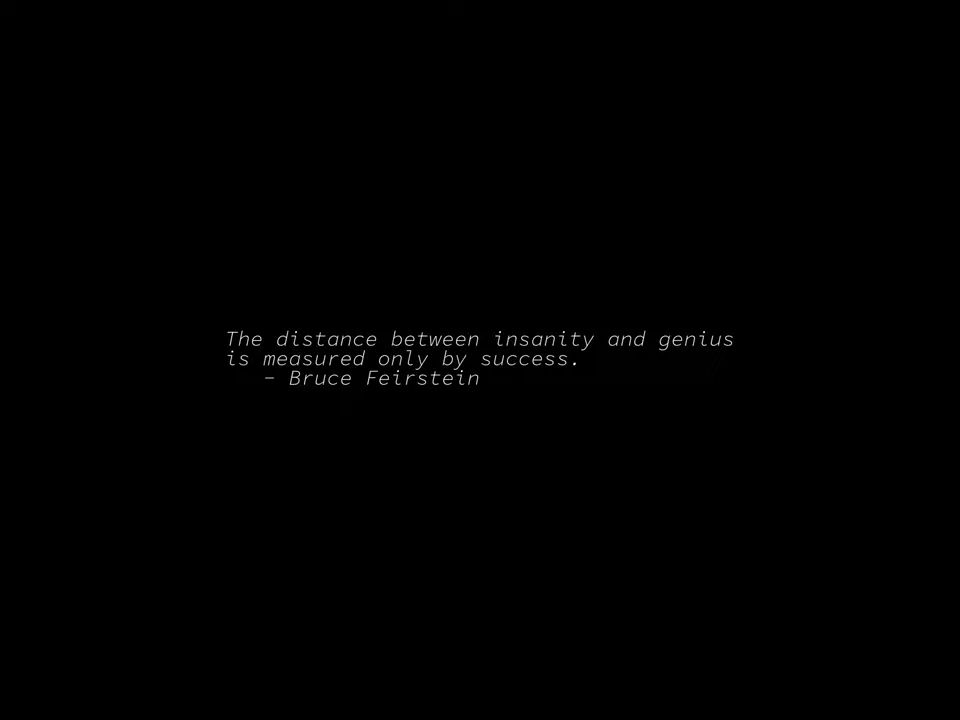 The distance between insanity and genius
is measured only by success.
- Bruce Feirstein